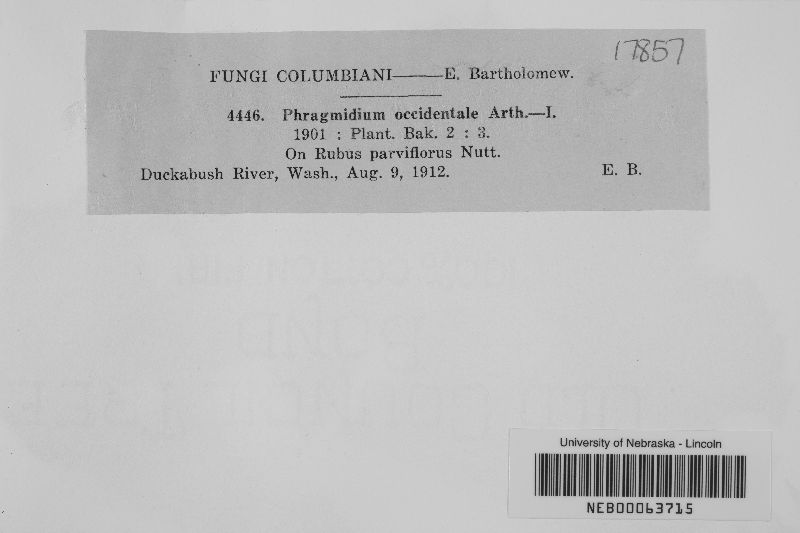 17857
FUNGI COLUMBIANI——E. Bartholomew.
4446. Phragmidium occidentale Arth.—I.
1901 : Plant. Bak. 2 : 3.
On Rubus parviflorus Nutt.
Duckabush River, Wash., Aug. 9, 1912. E. B.
University of Nebraska - Lincoln
NEB00063715